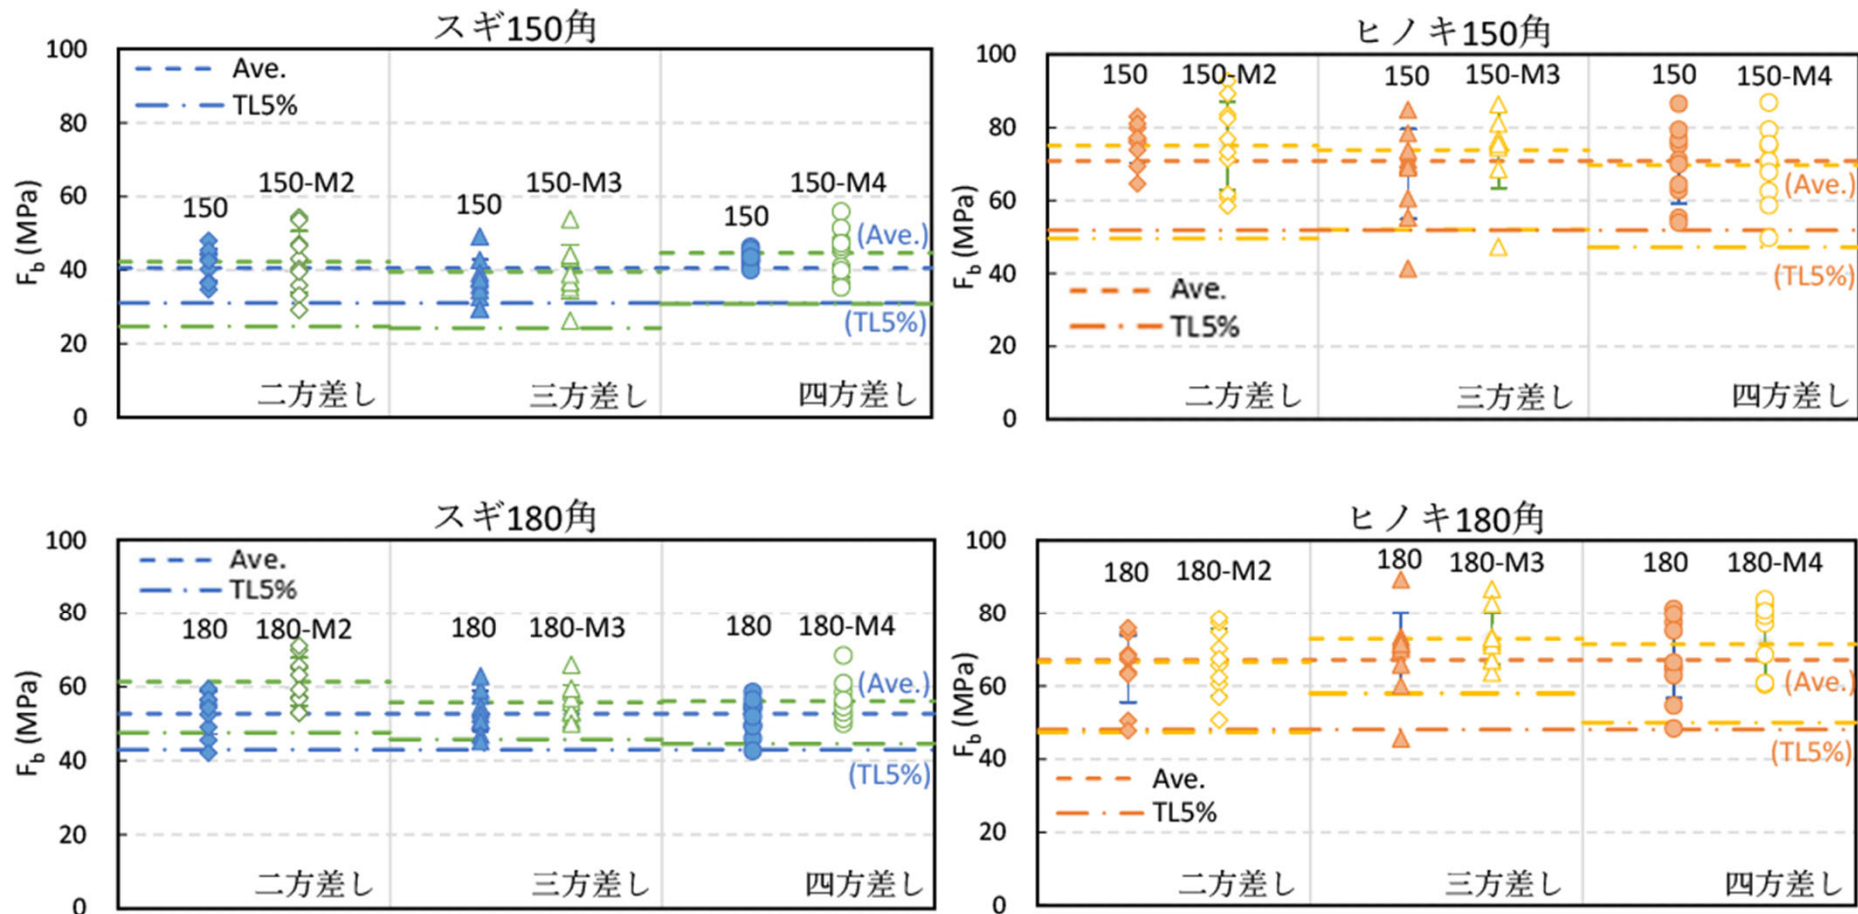 スギ150角
100
80
60
40
20
0
F_b (MPa)
Ave.
TL5%
150
150-M2
150
150-M3
150
150-M4
(Ave.)
(TL5%)
二方差し
三方差し
四方差し
ヒノキ150角
100
80
60
40
20
0
F_b (MPa)
150
150-M2
150
150-M3
150
150-M4
(Ave.)
(TL5%)
Ave.
TL5%
二方差し
三方差し
四方差し
スギ180角
100
80
60
40
20
0
F_b (MPa)
Ave.
TL5%
180
180-M2
180
180-M3
180
180-M4
(Ave.)
(TL5%)
二方差し
三方差し
四方差し
ヒノキ180角
100
80
60
40
20
0
F_b (MPa)
180
180-M2
180
180-M3
180
180-M4
(Ave.)
(TL5%)
Ave.
TL5%
二方差し
三方差し
四方差し